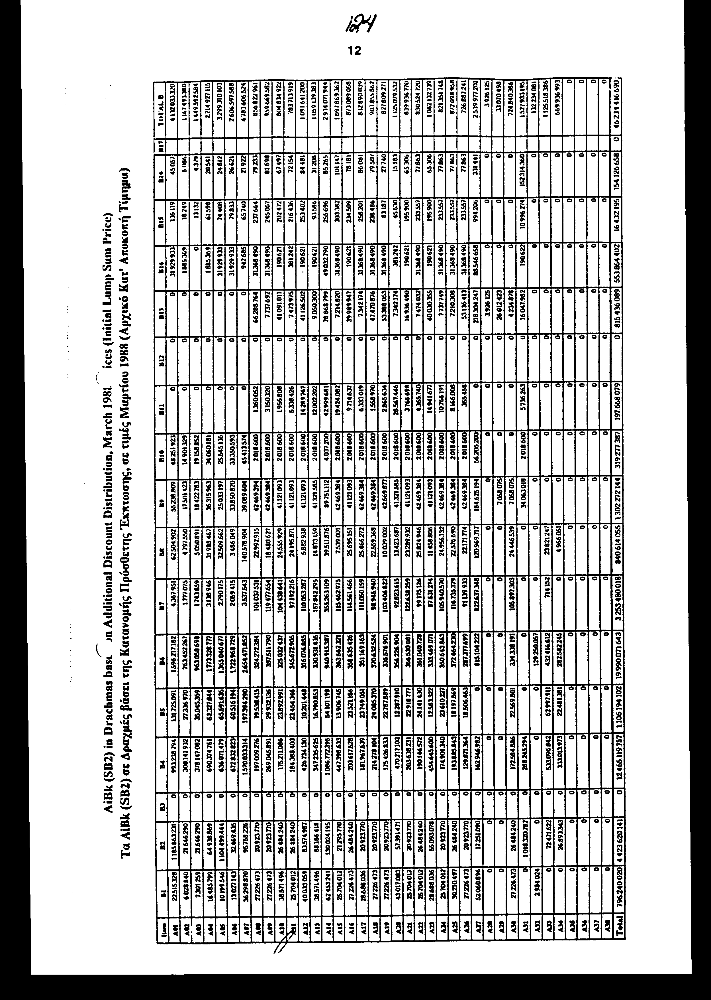 124
12
AiBk (SB2) in Drachmas Additional Discount Distribution, March (Initial Lump Sum Price)
Τα AiBk (SB2) σε Δραχμές βάσει της Κατανομής Πρόσθετης Έκπτωσης, σε τιμές Μαρτίου 1988 (Αρχικό Κατ' Αποκοπή Τίμημα)
Item B1 B2 B3 B4 B5 B6 B7 B8 B9 B10 B11 B12 B13 B14 B15 B16 B17 TOTAL B
A01 22.515.328 1 185 863 231 0 993 238 794 131.725.091 1.596.217 182 4.367 951 62.504.902 55 238 809 48 251 923 0 0 0 31 929 933 135 119 45 057 4 132 033 320
A02 6 028 840 21 646 290 0 308 141 932 27 336 970 763.452 267 1 777 075 4 797 550 17 501 423 14 901 329 0 0 0 1.885.369 18 249 6 086 1 167 493 380
A03 7.301 259 21 646 290 0 378 147 082 35.045.359 963 058 698 1 743 859 5 050 891 18 422 783 19 158 852 0 0 0 0 13 132 4 379 1 449 592 584
A04 16 485 799 64 938.869 0 690 374 761 62 327.844 1.773.328.777 3 138 946 31 988 467 36.315 963 34 060 181 0 0 0 1 885.369 61 598 20 541 2 714 927 115
A05 10 199 546 1.104.499.444 0 636 071.479 65.591.636 1.365.040.677 2 790 175 32.509.662 25 033 197 25 545.135 0 0 0 31 929 933 74 408 24 812 3.299 310 103
A06 13 027.143 32.469.435 0 672.832.823 60 516.194 1.722.968.729 2 069 415 3 486 049 33.850 820 33.350 593 0 0 0 31 929 933 79 833 26 621 2 606 597 588
A07 36 298 870 95.758 226 0 1 570 033 314 197 394.290 2.654.471.852 3.537.543 140 578 904 39 089 604 45 413 574 0 0 0 942 685 65 740 21 922 4 783 606 524
A08 27 226 473 20 923.770 0 197 009 276 19.538 415 324.272.384 101 037.531 22 992.915 42 469 394 2 018 600 1.360 052 0 66 288 764 31.368 490 237 664 79 233 856 822 961
A09 27 226.473 20 923.770 0 269.045.891 29.932.136 387.511.790 119.477.654 18.480 627 42 469.384 2 018 600 3 150 320 0 7.737 692 31.368 490 245 067 81 698 959 669 582
A10 38 571 496 26 484.240 0 175.211.086 23.892.991 325.032 437 104 438 641 24.555.929 41 121 093 2 018 600 1 956 808 0 41 091 011 190 621 202 472 67 497 804 834 922
25 704 012 26 484 240 0 184.388.403 23 454.346 345.672 905 97.192 216 24.195.871 41 121 093 2 018 600 5.338 426 0 7 473 975 381 242 216 436 72 154 783 713 919
A12 40 033 059 83 574 987 0 426.734 130 10.201.448 316.076.885 110 053 287 5.882.938 41 121 093 2 018 600 14 289 767 0 41 126 502 190 621 253 402 84 481 1 091 641 200
A13 38 571 496 88 186.418 0 347.235 625 16.790.853 330.931.635 157.842 295 14.873.159 41 321 585 2 018 600 12 002 202 0 9.050.300 190 621 93 586 31 208 1 059 139 383
A14 62 453 241 130 024 195 0 1.086 772.395 54 101.198 940 915.387 356.263 109 39.511.876 89 751.112 4.037 200 42.999 681 0 78 868 799 49 032.790 255 696 85 265 2 934 071 944
A15 25.704 012 21.295 770 0 447.398.633 13 906.745 363 662 321 115.462.975 7.539.001 42 469 384 2 018 600 19 424 082 0 7.214.820 31.368 490 303 382 101 147 1 097 869 362
A16 27 226 473 26.484 240 0 203 617 528 23.521.186 358.635.426 114.561 466 25 695.151 41.121 093 2 018 600 9.714.637 0 39 989 947 190 621 234 509 78 181 873 089 058
A17 28 688 036 20 923.770 0 181.967 639 23.749.051 361.169.163 111.050.159 25.466.272 42 469 384 2 018 600 6.333 019 0 7.342 174 31.368 490 258 201 86 081 832 890 039
A18 27 226 473 20 923.770 0 214 278 104 24 085.370 370 632.524 98.945.940 22.559.368 42 469 384 2 018 600 1.558.970 0 47 470 876 31.368 490 238 486 79 507 903 855 862
A19 27 226 473 20 923 770 0 175 426 833 22.787.889 335.576 901 103 406.822 10.039 002 42.669 877 2 018 600 2 865 634 0 53.388 053 31.368 490 83 187 27 740 827 809 271
A20 43 017.083 57 391 471 0 470 217.102 12.287.910 356 226 904 92.823.615 13.423.687 41.321.585 2 018 600 28 567.446 0 7.342 174 381 242 45 530 15 183 1 125 079 532
A21 25 704 012 20 923.770 0 203 638 231 22 918 777 366 530 081 122.638 259 23 289 932 41 121 093 2 018 600 3.765 698 0 16 936 490 190 621 195 900 65 306 839 936 770
A22 25.704 012 26 484 240 0 190 146 572 24.141 430 351.040.728 99 175.126 25.824.946 42 469 384 2 018 600 4.365.740 0 7.474 032 31.368 490 233 557 77 863 830 524 720
A23 28 688 036 55 093.078 0 454.645.600 12.583.322 333.469.071 87.631.274 11.458.806 41.121 093 2 018 600 14 941.677 0 40 030.355 190 621 195 900 65 306 1 082 132 739
A24 25 704.012 20 923.770 0 174.901.340 23 610.227 350 643 863 105 940.570 24 956.132 42 469 384 2 018 600 10.766.191 0 7.737 749 31 368 490 233 557 77 863 821 351 748
A25 30 210 497 26 484 240 0 193.885.843 18 197.869 372 464 230 116 735.379 22 576.690 42 469 384 2 018 600 8.166.008 0 7.210 308 31.368 490 233 557 77 863 872 098 958
A26 27 226 473 20 923.770 0 129 871.364 18 506.463 287.377.699 91 139.933 22.171.774 42 469 384 2 018 600 365.458 0 53 136 413 31 368 490 233 557 77 863 726 887 241
A27 52.060.896 17 251.090 0 162 946 982 0 815.104.222 822.637.348 120.969.717 184 625 194 56 205 200 0 0 218 304 247 88 546 658 994 206 331 441 2 539 977 201
A28 0 0 0 0 0 0 0 0 0 0 0 0 3.926 125 0 0 0 3 926 125
A29 0 0 0 0 0 0 0 0 7.058 075 0 0 0 26 012.423 0 0 0 33 070 498
A30 27 226.473 26 484 240 0 172 584.886 22.569.801 334.338.191 105.897.303 24.446.539 7 058 075 0 0 0 4 234.878 0 0 0 724 840 386
A31 0 1 018 320 782 0 288 245.294 0 0 0 34 063 018 2 018 600 5.736 263 0 16 047 982 190 622 10 996 274 152 314 360 1 527 933 195
A32 2 984 024 0 0 0 129 250.057 0 0 0 0 0 0 0 0 0 0 132 234 081
A33 0 72 471 622 0 533.096.842 62 997.911 432 416 612 714 152 23 821 247 0 0 0 0 0 0 0 0 1 125 518 386
A34 0 26.893 343 0 333.013.973 22 481.381 282.582.245 0 4 966.051 0 0 0 0 0 0 0 0 669 936 993
A35 0 0 0 0 0 0 0 0 0 0 0 0 0 0 0 0 0
A36 0 0 0 0 0 0 0 0 0 0 0 0 0 0 0 0 0
A37 0 0 0 0 0 0 0 0 0 0 0 0 0 0 0 0 0
A38 0 0 0 0 0 0 0 0 0 0 0 0 0 0 0 0 0
Total 796.240 020 4 423 620.141 0 12 465.119.757 1.106.194.102 19.990 071.643 3 253 480 018 840 614 055 1 302 272.144 319 277 387 197 668 079 0 815 436 089 553 864 402 16 432 195 154 126 658 0 46 234 416 690